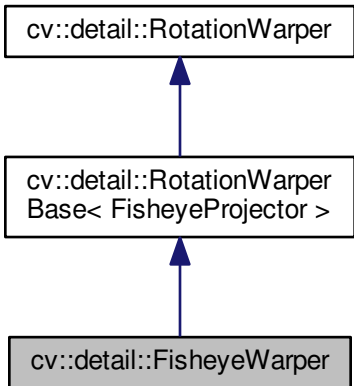 cv::detail::RotationWarper
cv::detail::RotationWarper
Base< FisheyeProjector >
cv::detail::FisheyeWarper